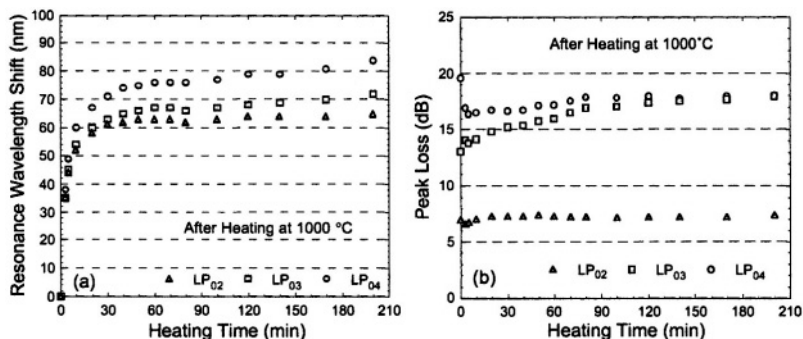 Resonance Wavelength Shift (nm)
100
90
80
70
60
50
40
30
20
10
0
After Heating at 1000 °C
(a)
LP02
LP03
LP04
0 30 60 90 120 150 180 210
Heating Time (min)
Peak Loss (dB)
25
20
15
10
5
0
After Heating at 1000°C
(b)
LP02
LP03
LP04
0 30 60 90 120 150 180 210
Heating Time (min)